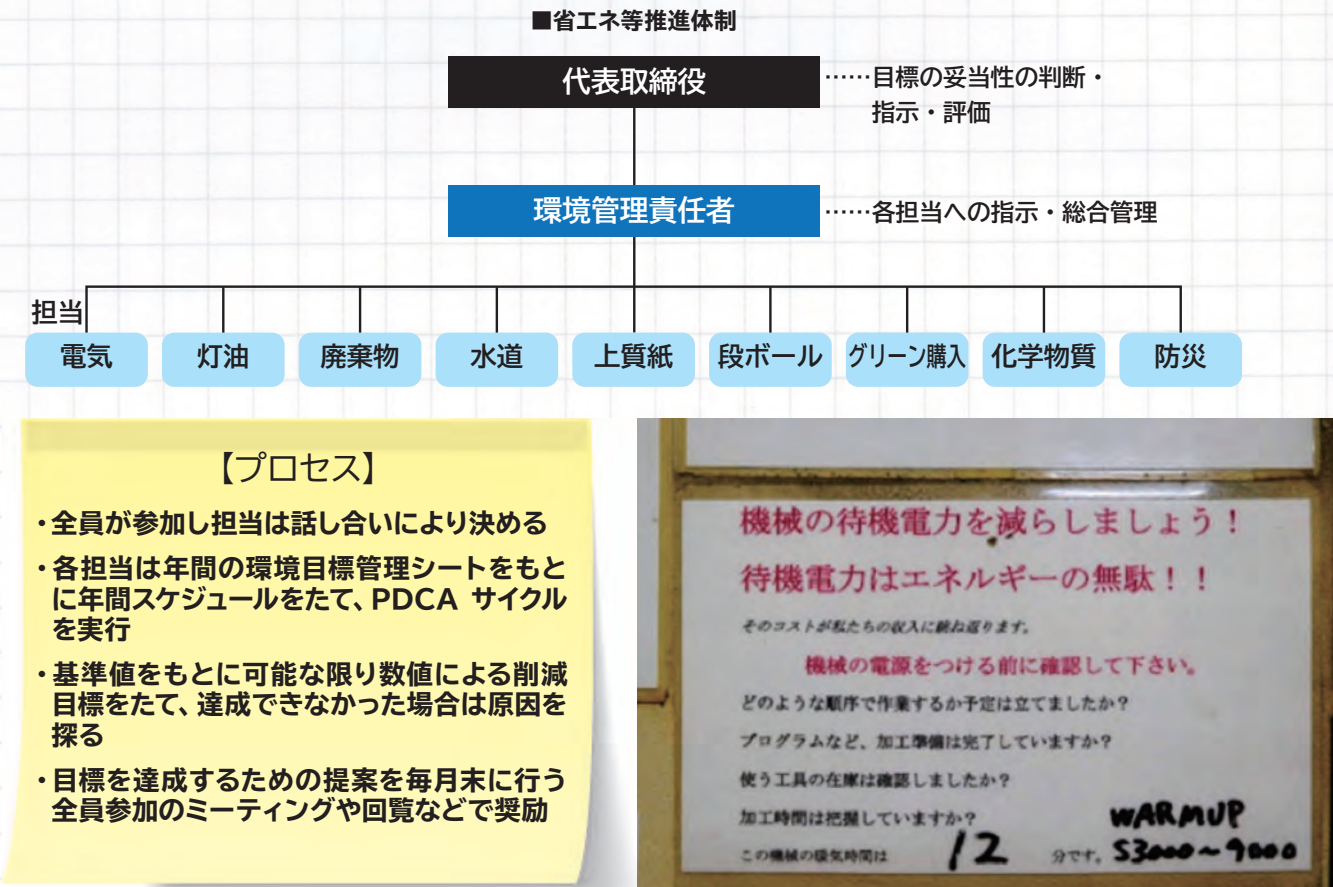 ■省エネ等推進体制
代表取締役
……目標の妥当性の判断・
指示・評価
環境管理責任者
……各担当への指示・総合管理
担当
電気
灯油
廃棄物
水道
上質紙
段ボール
グリーン購入
化学物質
防災
【プロセス】
・全員が参加し担当は話し合いにより決める
・各担当は年間の環境目標管理シートをもと
に年間スケジュールをたて、PDCA サイクル
を実行
・基準値をもとに可能な限り数値による削減
目標をたて、達成できなかった場合は原因を
探る
・目標を達成するための提案を毎月末に行う
全員参加のミーティングや回覧などで奨励
機械の待機電力を減らしましょう！
待機電力はエネルギーの無駄！！
そのコストが私たちの収入に跳ね返ります。
機械の電源をつける前に確認して下さい。
どのような順序で作業するか予定は立てましたか？
プログラムなど、加工準備は完了していますか？
使う工具の在庫は確認しましたか？
加工時間は把握していますか？
WARMUP
この機械の暖気時間は 12 分です。 S3000～9000